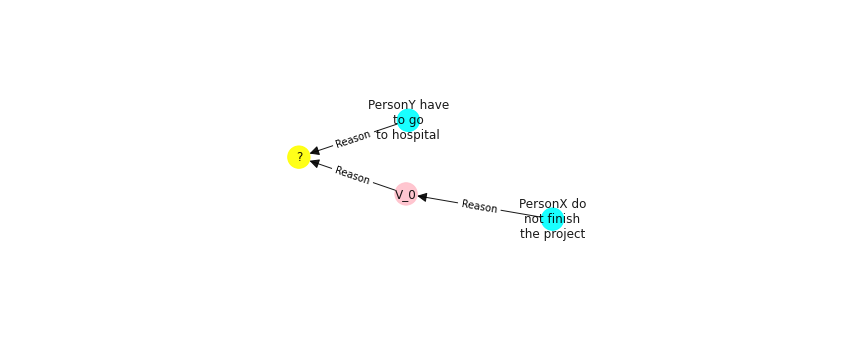 PersonY have
to go
to hospital
Reason
?
Reason
V_0
Reason
PersonX do
not finish
the project